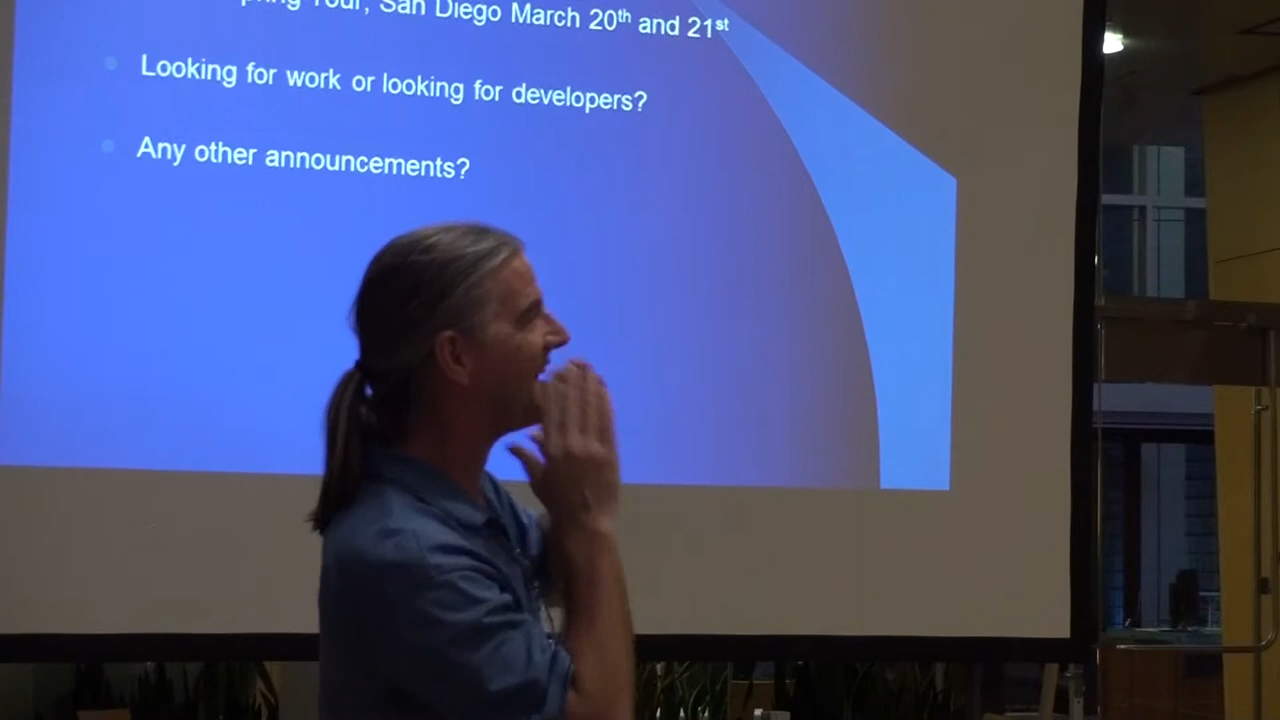 Tour, San Diego March 20th and 21st
Looking for work or looking for developers?
Any other announcements?